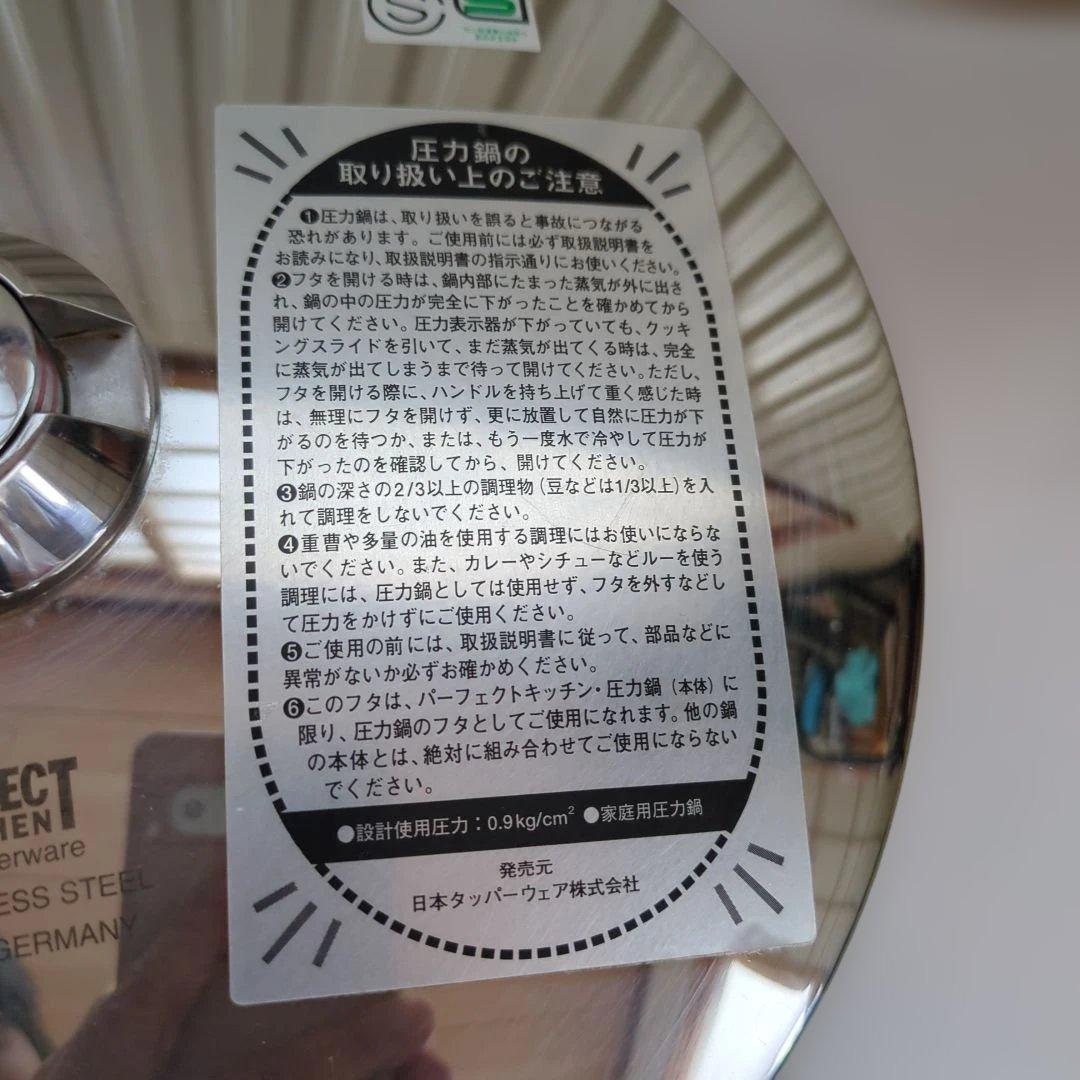 S
圧力鍋の
取り扱い上のご注意
❶圧力鍋は、取り扱いを誤ると事故につながる
恐れがあります。ご使用前には必ず取扱説明書を
お読みになり、取扱説明書の指示通りにお使いください。
❷フタを開ける時は、鍋内部にたまった蒸気が外に出さ
れ、鍋の中の圧力が完全に下がったことを確かめてから
開けてください。圧力表示器が下がっていても、クッキ
ングスライドを引いて、まだ蒸気が出てくる時は、完全
に蒸気が出てしまうまで待って開けてください。ただし、
フタを開ける際に、ハンドルを持ち上げて重く感じた時
は、無理にフタを開けず、更に放置して自然に圧力が下
がるのを待つか、または、もう一度水で冷やして圧力が
下がったのを確認してから、開けてください。
❸鍋の深さの2/3以上の調理物(豆などは1/3以上)を入
れて調理をしないでください。
❹重曹や多量の油を使用する調理にはお使いにならな
いでください。また、カレーやシチューなどルーを使う
調理には、圧力鍋としては使用せず、フタを外すなどし
て圧力をかけずにご使用ください。
❺ご使用の前には、取扱説明書に従って、部品などに
異常がないか必ずお確かめください。
❻このフタは、パーフェクトキッチン・圧力鍋(本体)に
限り、圧力鍋のフタとしてご使用になれます。他の鍋
の本体とは、絶対に組み合わせてご使用にならない
でください。
●設計使用圧力：0.9kg/cm² ●家庭用圧力鍋
発売元
日本タッパーウェア株式会社
ECT
HEN
erware
ESS STEEL
GERMANY